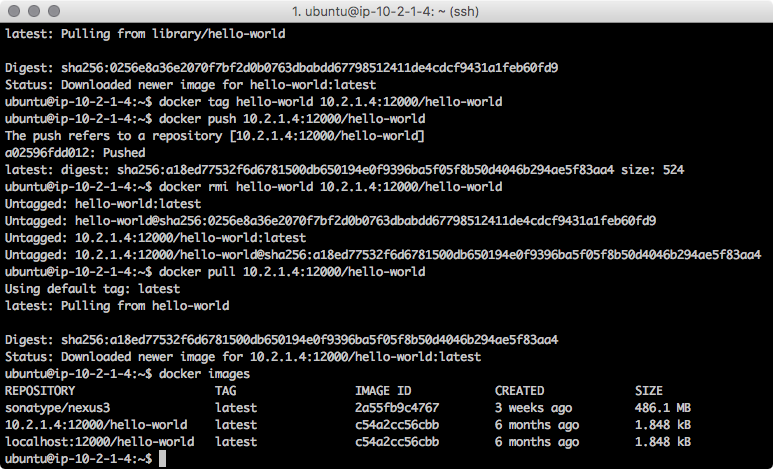 1. ubuntu@ip-10-2-1-4: ~ (ssh)
latest: Pulling from library/hello-world
Digest: sha256:0256e8a36e2070f7bf2d0b0763dbabdd67798512411de4cdcf9431a1feb60fd9
Status: Downloaded newer image for hello-world:latest
ubuntu@ip-10-2-1-4:~$ docker tag hello-world 10.2.1.4:12000/hello-world
ubuntu@ip-10-2-1-4:~$ docker push 10.2.1.4:12000/hello-world
The push refers to a repository [10.2.1.4:12000/hello-world]
a02596fdd012: Pushed
latest: digest: sha256:a18ed77532f6d6781500db650194e0f9396ba5f05f8b50d4046b294ae5f83aa4 size: 524
ubuntu@ip-10-2-1-4:~$ docker rmi hello-world 10.2.1.4:12000/hello-world
Untagged: hello-world:latest
Untagged: hello-world@sha256:0256e8a36e2070f7bf2d0b0763dbabdd67798512411de4cdcf9431a1feb60fd9
Untagged: 10.2.1.4:12000/hello-world:latest
Untagged: 10.2.1.4:12000/hello-world@sha256:a18ed77532f6d6781500db650194e0f9396ba5f05f8b50d4046b294ae5f83aa4
ubuntu@ip-10-2-1-4:~$ docker pull 10.2.1.4:12000/hello-world
Using default tag: latest
latest: Pulling from hello-world
Digest: sha256:a18ed77532f6d6781500db650194e0f9396ba5f05f8b50d4046b294ae5f83aa4
Status: Downloaded newer image for 10.2.1.4:12000/hello-world:latest
ubuntu@ip-10-2-1-4:~$ docker images
REPOSITORY TAG IMAGE ID CREATED SIZE
sonatype/nexus3 latest 2a55fb9c4767 3 weeks ago 486.1 MB
10.2.1.4:12000/hello-world latest c54a2cc56cbb 6 months ago 1.848 kB
localhost:12000/hello-world latest c54a2cc56cbb 6 months ago 1.848 kB
ubuntu@ip-10-2-1-4:~$